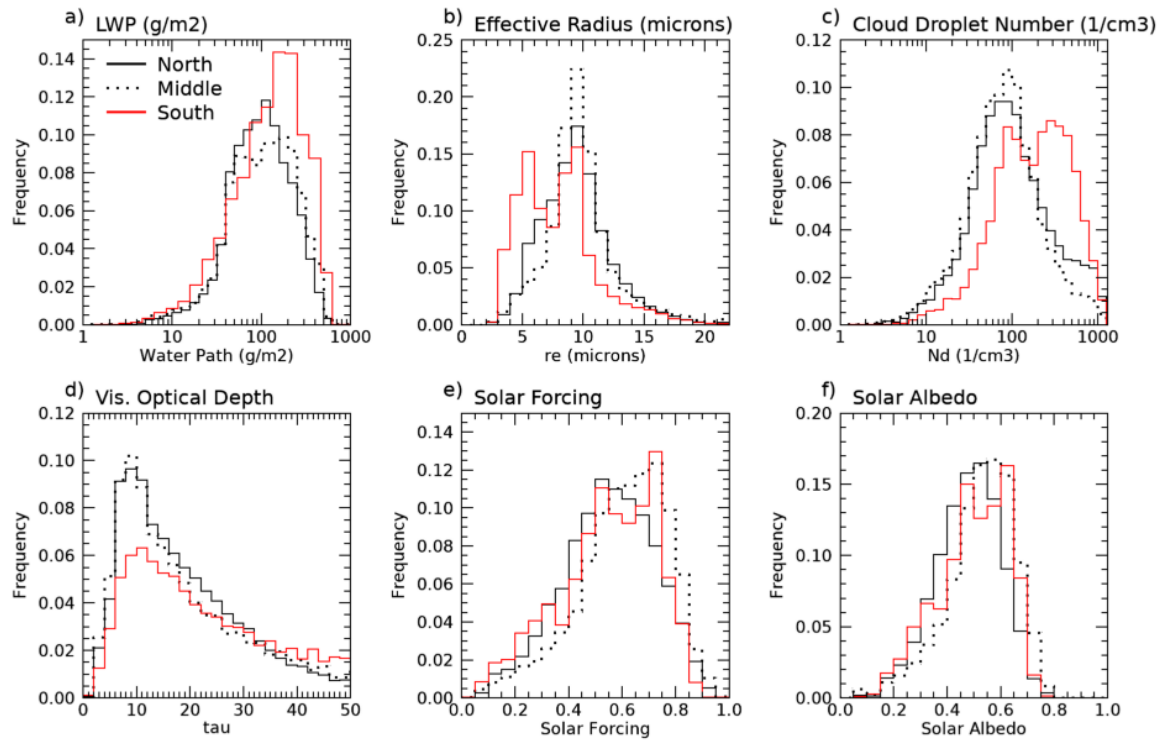 a) LWP (g/m2)
0.14
0.12
0.10
0.08
0.06
0.04
0.02
0.00
Frequency
North
Middle
South
1 10 100 1000
Water Path (g/m2)
b) Effective Radius (microns)
0.25
0.20
0.15
0.10
0.05
0.00
Frequency
0 5 10 15 20
re (microns)
c) Cloud Droplet Number (1/cm3)
0.12
0.10
0.08
0.06
0.04
0.02
0.00
Frequency
1 10 100 1000
Nd (1/cm3)
d) Vis. Optical Depth
0.12
0.10
0.08
0.06
0.04
0.02
0.00
Frequency
0 10 20 30 40 50
tau
e) Solar Forcing
0.14
0.12
0.10
0.08
0.06
0.04
0.02
0.00
Frequency
0.0 0.2 0.4 0.6 0.8 1.0
Solar Forcing
f) Solar Albedo
0.20
0.15
0.10
0.05
0.00
Frequency
0.0 0.2 0.4 0.6 0.8 1.0
Solar Albedo